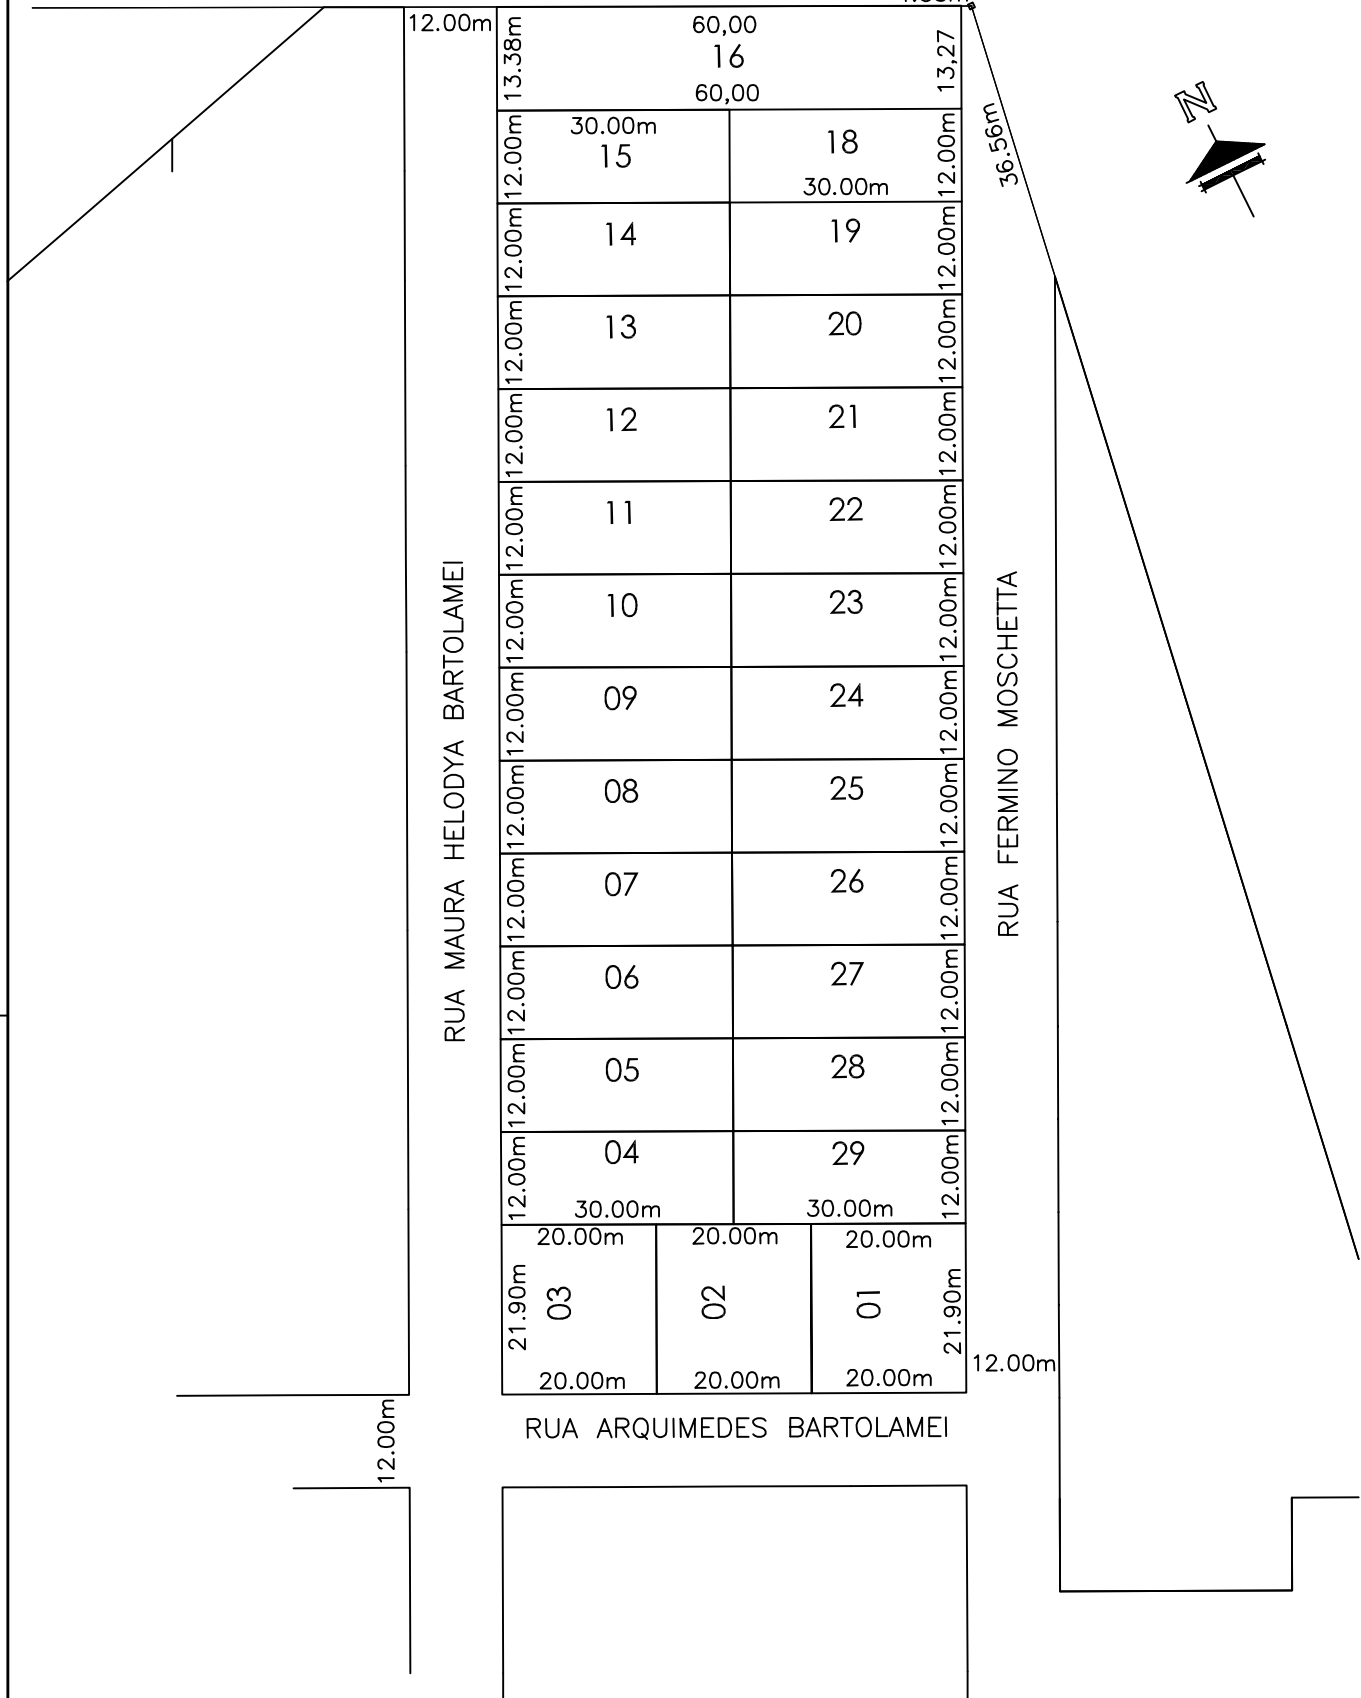 12.00m
13.38m
60,00
16
60,00
13,27
36.56m
N
12.00m
30.00m
15
18
30.00m
12.00m
12.00m
14
19
12.00m
12.00m
13
20
12.00m
12.00m
12
21
12.00m
12.00m
11
22
12.00m
12.00m
10
23
12.00m
12.00m
09
24
12.00m
12.00m
08
25
12.00m
12.00m
07
26
12.00m
12.00m
06
27
12.00m
12.00m
05
28
12.00m
12.00m
04
30.00m
29
30.00m
12.00m
RUA MAURA HELODYA BARTOLAMEI
RUA FERMINO MOSCHETTA
20.00m
20.00m
20.00m
21.90m
03
02
01
21.90m
20.00m
20.00m
20.00m
12.00m
12.00m
RUA ARQUIMEDES BARTOLAMEI